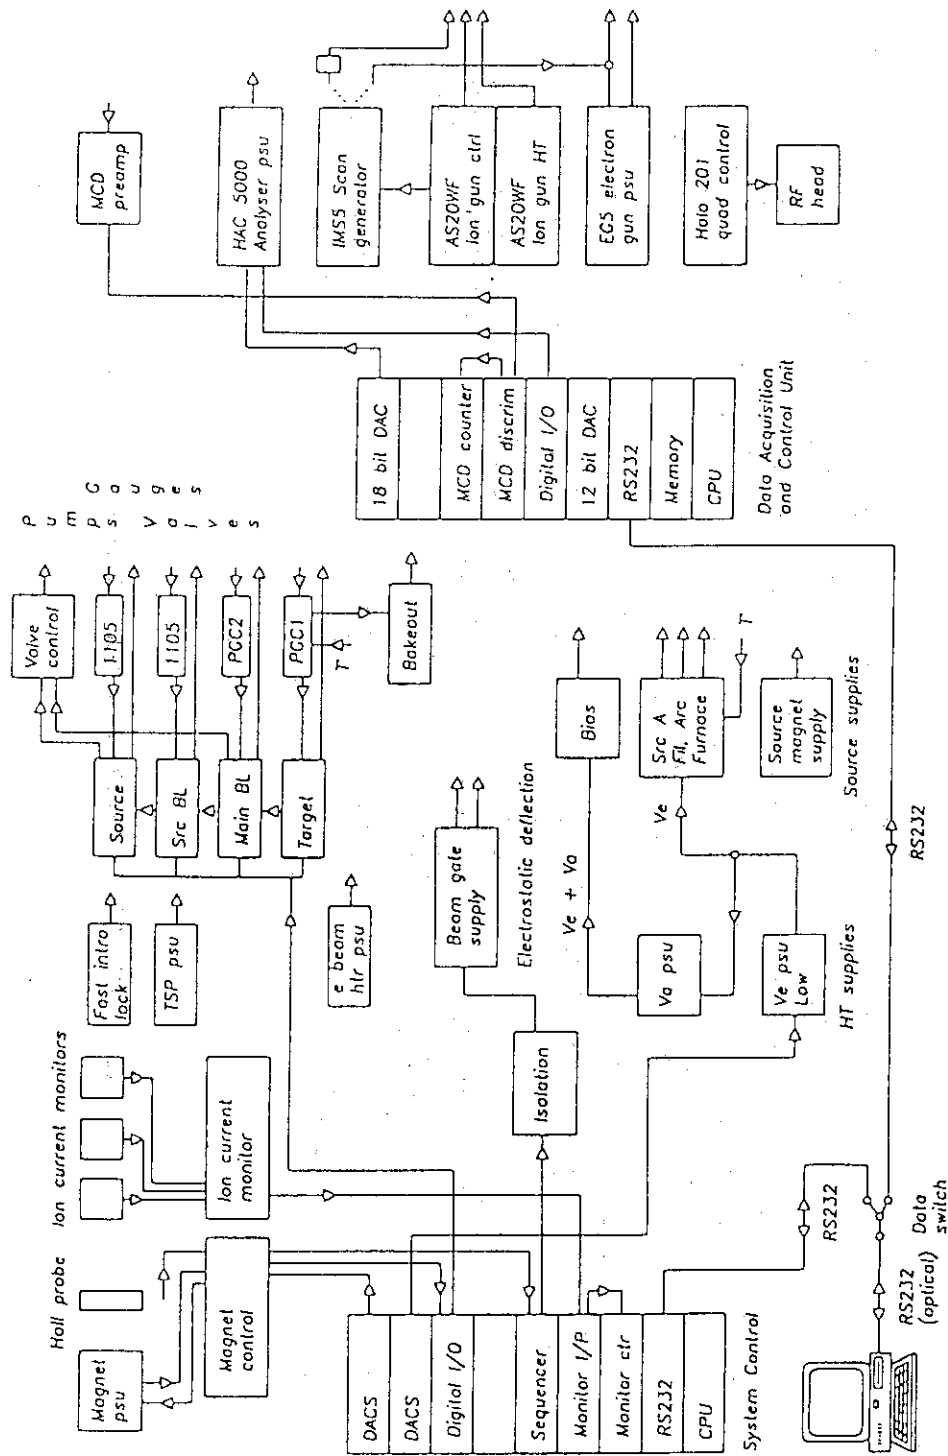 Magnet
psu
Hall probe
Ion current monitors
Magnet
control
Ion current
monitor
Fast intro
lock
TSP psu
e beam
htr psu
Source
Src BL
Main BL
Target
Valve
control
1105
1105
PGC2
PGC1
T
Bakeout
Pumps
Gauges
Valves
MCD
preamp
HAC 5000
Analyser psu
IMS5 Scan
generator
AS20WF
Ion gun ctrl
AS20WF
Ion gun HT
EGS electron
gun psu
Halo 201
quad control
RF
head
DACS
DACS
Digital I/O
Sequencer
Monitor I/P
Monitor ctr
RS232
CPU
System Control
Isolation
Beam gate
supply
Electrostatic deflection
Ve + Va
Va psu
Ve psu
Low
HT supplies
Bias
Ve
Src A
Fil, Arc
Furnace
T
Source
magnet
supply
Source supplies
18 bit DAC
MCD counter
MCD discrim
Digital I/O
12 bit DAC
RS232
Memory
CPU
Data Acquisition
and Control Unit
RS232
(optical)
RS232
Data
switch
RS232